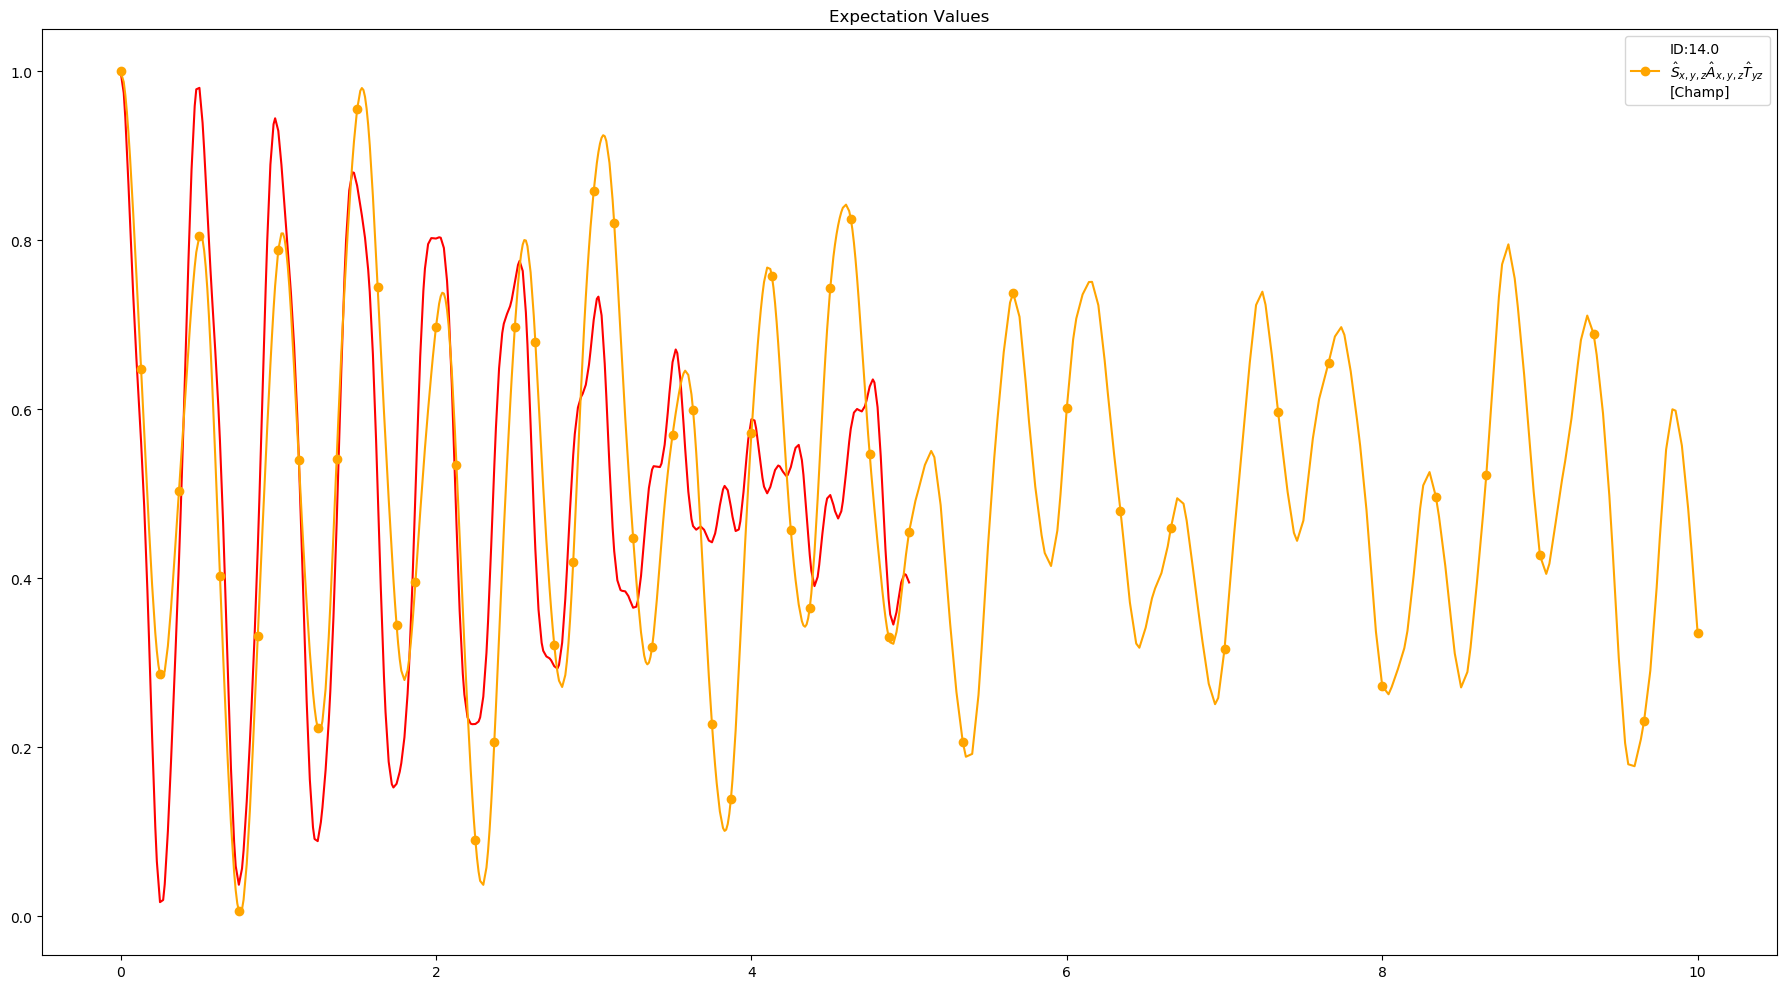 Expectation Values
ID:14.0
$\hat{S}_{x,y,z}\hat{A}_{x,y,z}\hat{T}_{yz}$
[Champ]
1.0
0.8
0.6
0.4
0.2
0.0
0 2 4 6 8 10